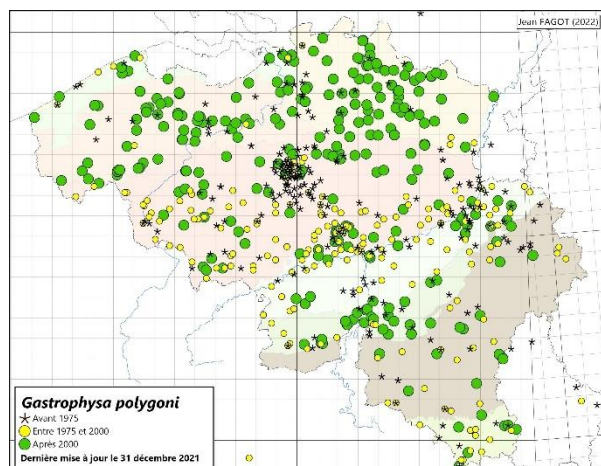 Jean FAGOT (2022)
Gastrophysa polygoni
Avant 1975
Entre 1975 et 2000
Après 2000
Dernière mise à jour le 31 décembre 2021